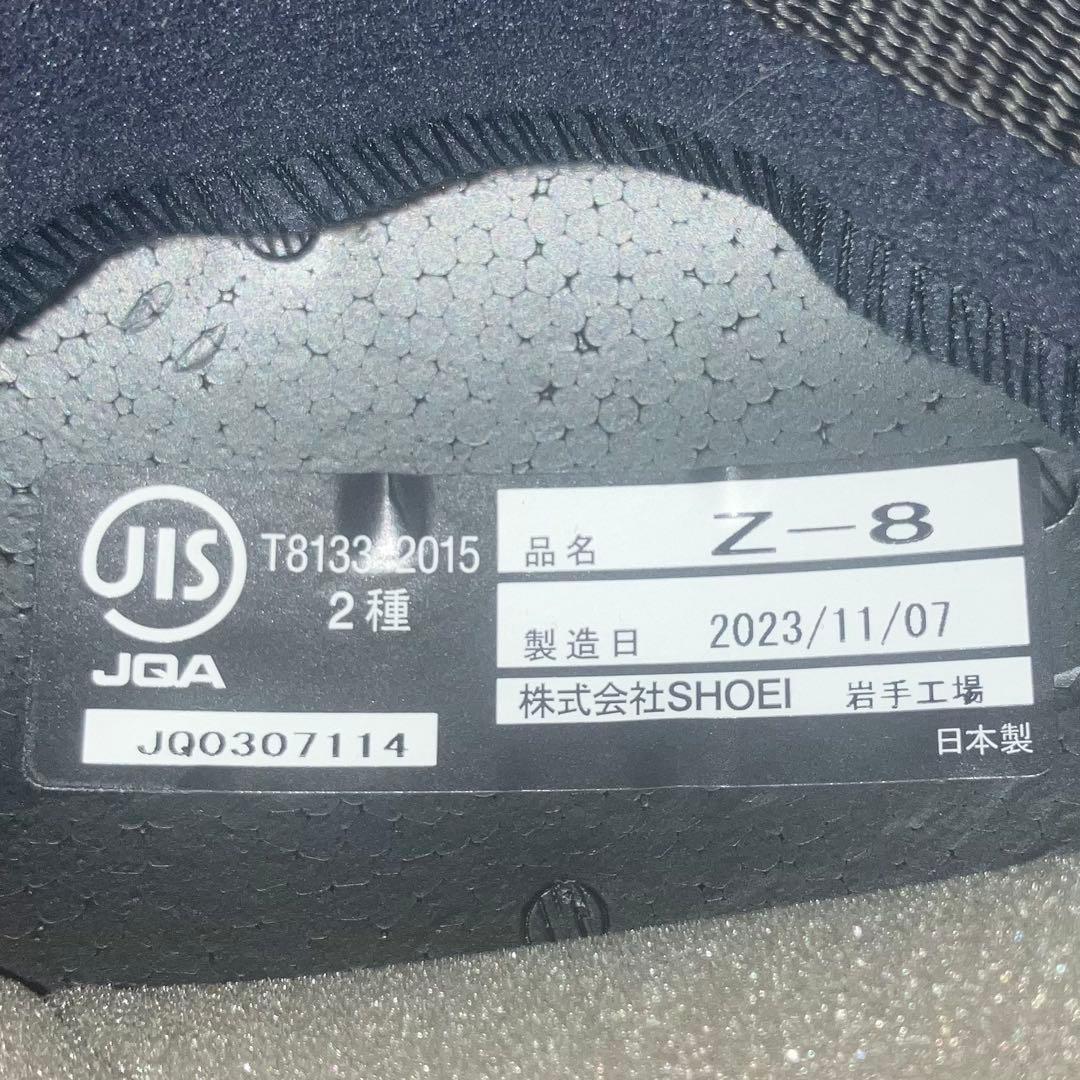 JIS
T8133:2015
2種
JQA
JQ0307114
品名 Z-8
製造日 2023/11/07
株式会社SHOEI 岩手工場
日本製